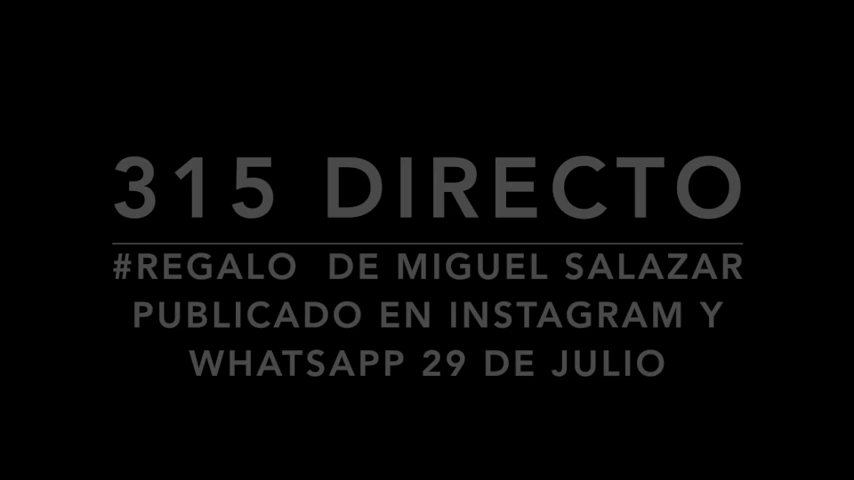 315 DIRECTO
#REGALO DE MIGUEL SALAZAR
PUBLICADO EN INSTAGRAM Y
WHATSAPP 29 DE JULIO